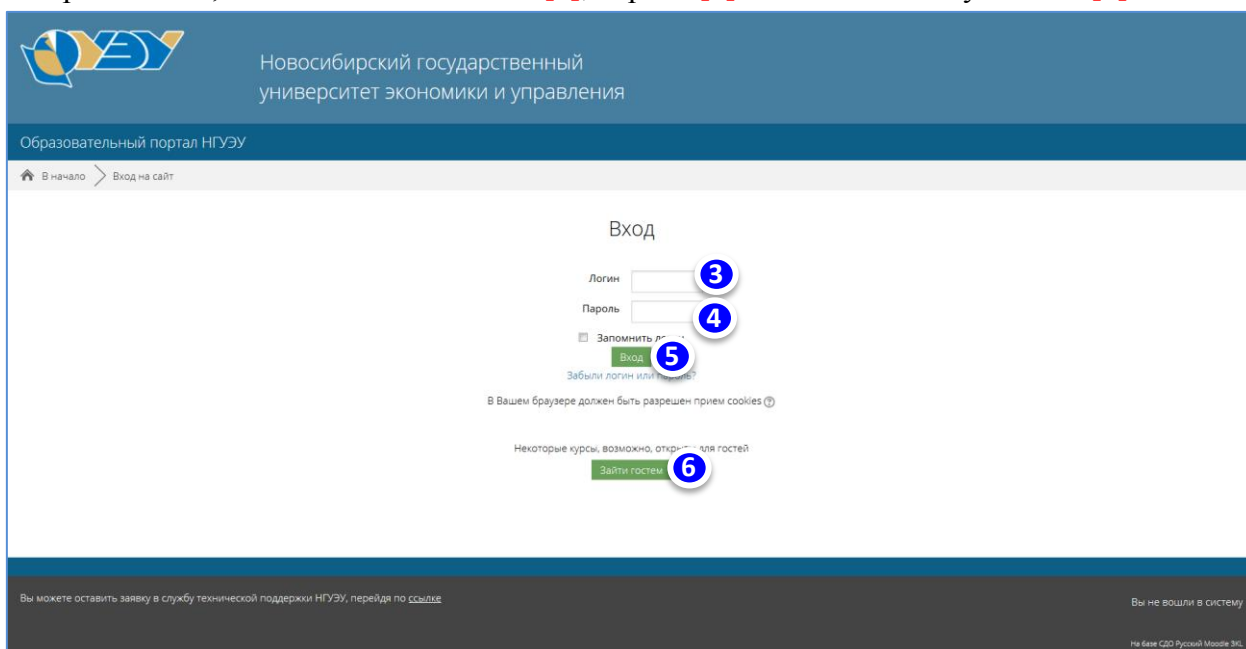 Новосибирский государственный
университет экономики и управления
Образовательный портал НГУЭУ
В начало Вход на сайт
Вход
Логин 3
Пароль 4
Запомнить
Вход 5
Забыли логин или пароль?
В Вашем браузере должен быть разрешен прием cookies
Некоторые курсы, возможно, открыты для гостей
Зайти гостем 6
Вы можете оставить заявку в службу технической поддержки НГУЭУ, перейдя по ссылке
Вы не вошли в систему
На базе СДО Русский Moodle 3KL